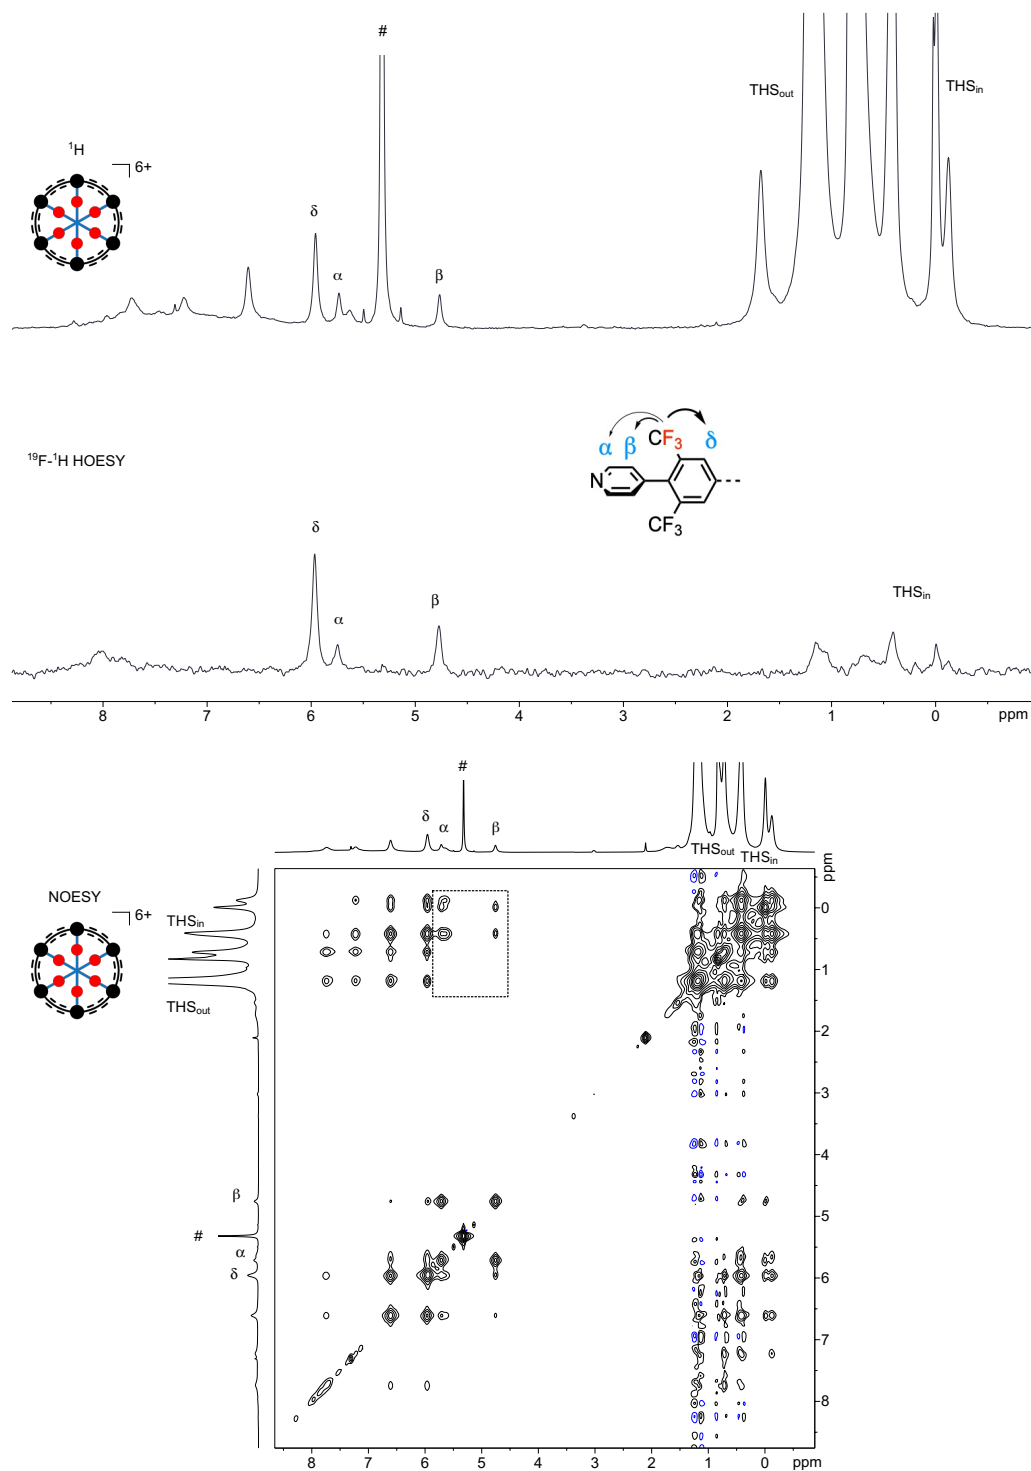 #
THSout
THSin
¹H
6+
δ
α
β
CF₃
α β δ
¹⁹F-¹H HOESY
N
CF₃
δ
α
β
THSin
8 7 6 5 4 3 2 1 0 ppm
#
δ
α
β
THSout
THSin
ppm
NOESY
6+
THSin
THSout
0
1
2
3
4
β
5
#
α
δ
6
7
8
8 7 6 5 4 3 2 1 0 ppm